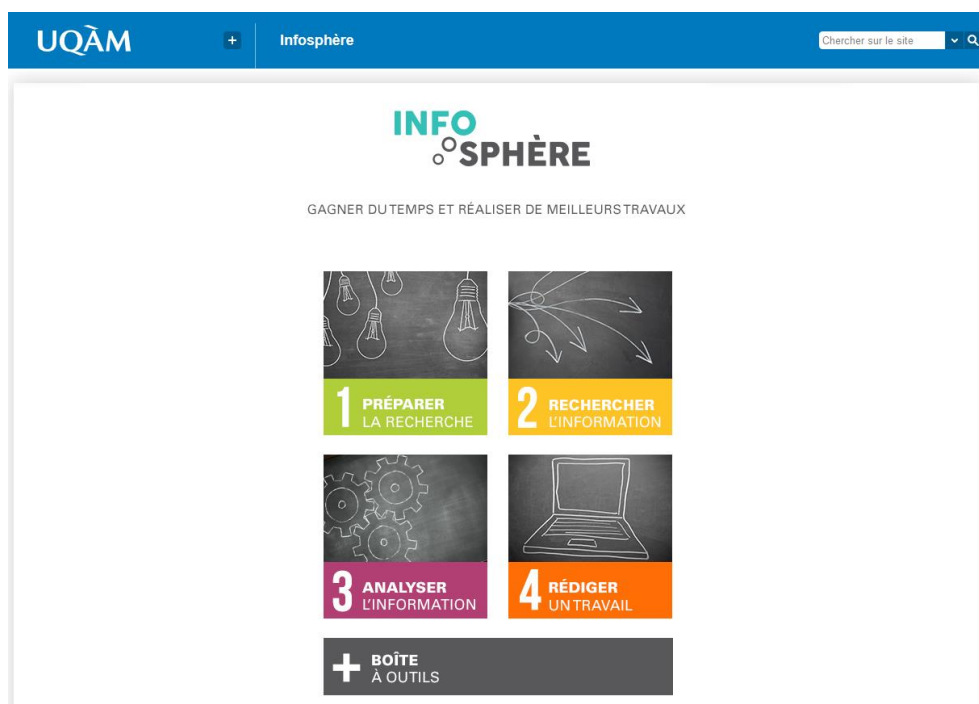 UQÀM
+
Infosphère
Chercher sur le site
INFO
SPHÈRE
GAGNER DU TEMPS ET RÉALISER DE MEILLEURS TRAVAUX
1 PRÉPARER
LA RECHERCHE
2 RECHERCHER
L'INFORMATION
3 ANALYSER
L'INFORMATION
4 RÉDIGER
UN TRAVAIL
+ BOÎTE
À OUTILS